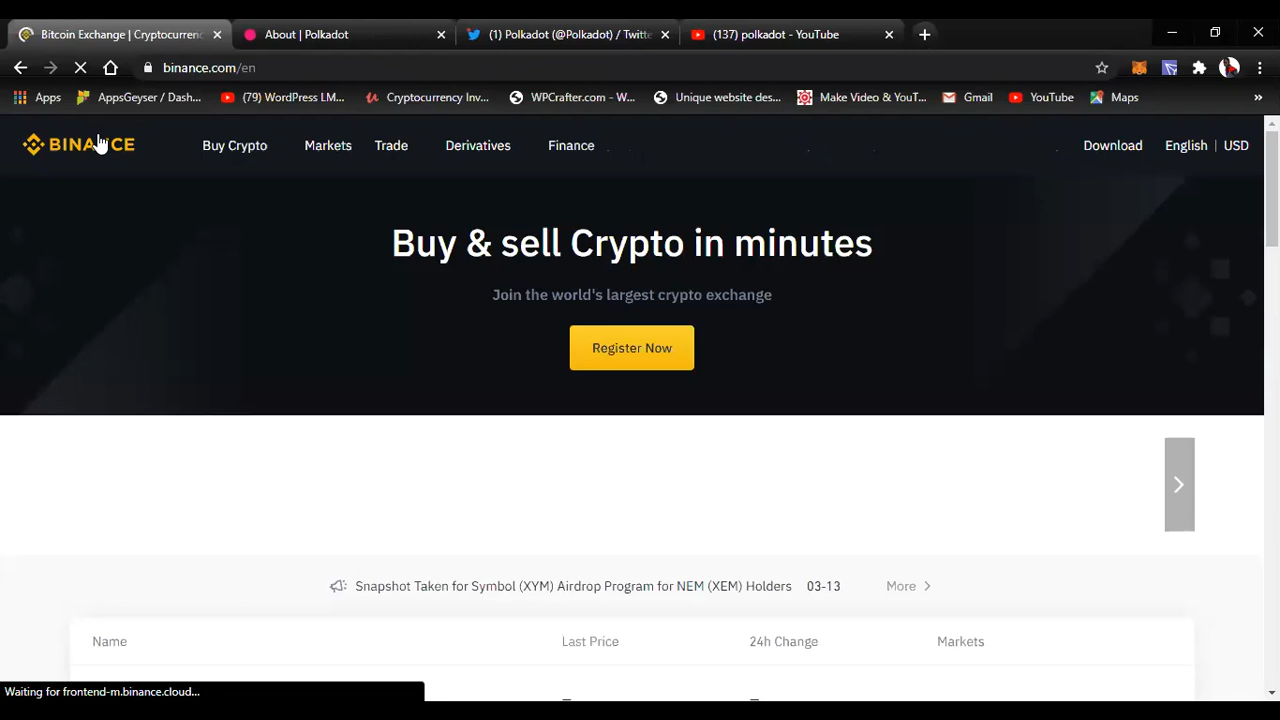 Bitcoin Exchange | Cryptocurrenc
About | Polkadot
(1) Polkadot (@Polkadot) / Twitte
(137) polkadot - YouTube
binance.com/en
Apps
AppsGeyser / Dash...
(79) WordPress LM...
Cryptocurrency Inv...
WPCrafter.com - W...
Unique website des...
Make Video & YouT...
Gmail
YouTube
Maps
»
BINANCE
Buy Crypto
Markets
Trade
Derivatives
Finance
Download
English | USD
Buy & sell Crypto in minutes
Join the world's largest crypto exchange
Register Now
Snapshot Taken for Symbol (XYM) Airdrop Program for NEM (XEM) Holders 03-13 More
Name Last Price 24h Change Markets
Waiting for frontend-m.binance.cloud...